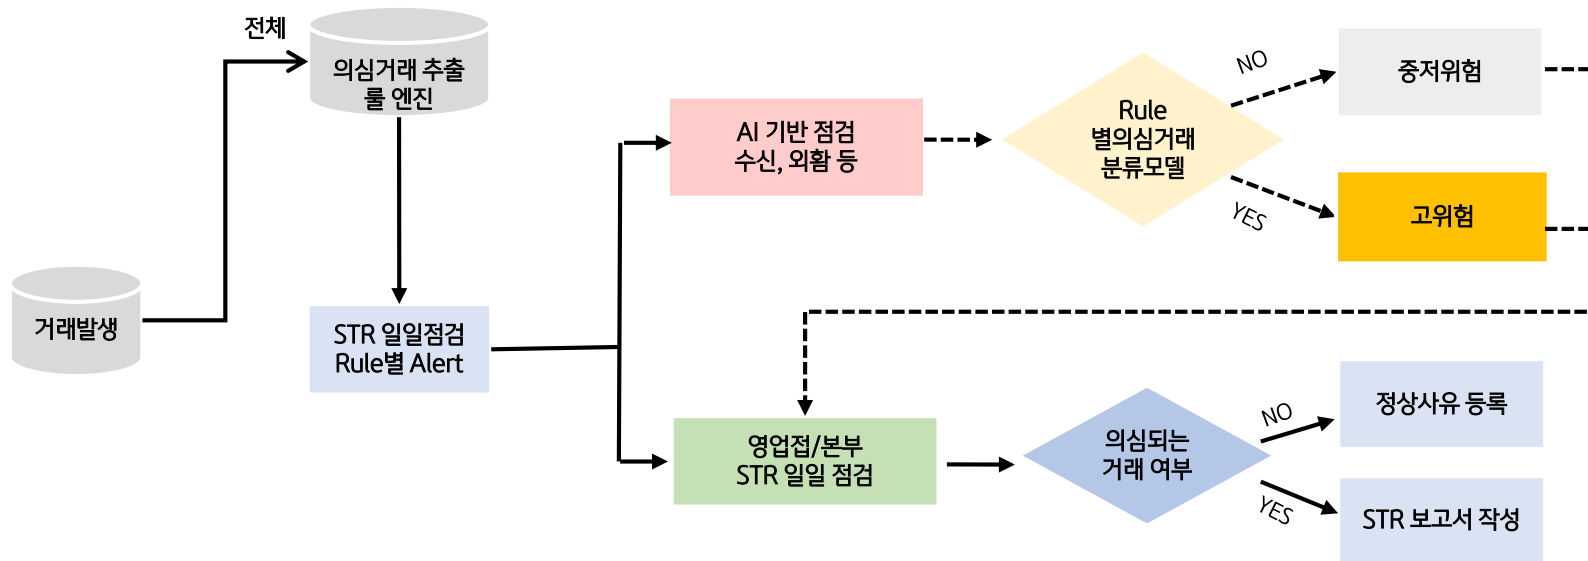 전체
의심거래 추출
룰 엔진
거래발생
STR 일일점검
Rule별 Alert
AI 기반 점검
수신, 외환 등
Rule
별의심거래
분류모델
NO
YES
중저위험
고위험
영업접/본부
STR 일일 점검
의심되는
거래 여부
NO
YES
정상사유 등록
STR 보고서 작성